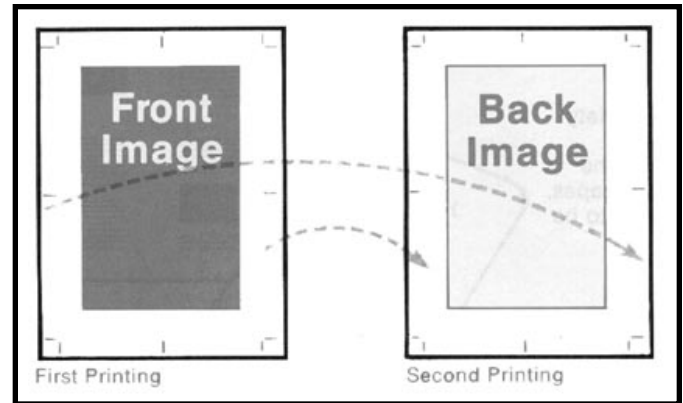 Front
Image
First Printing
Back
Image
Second Printing